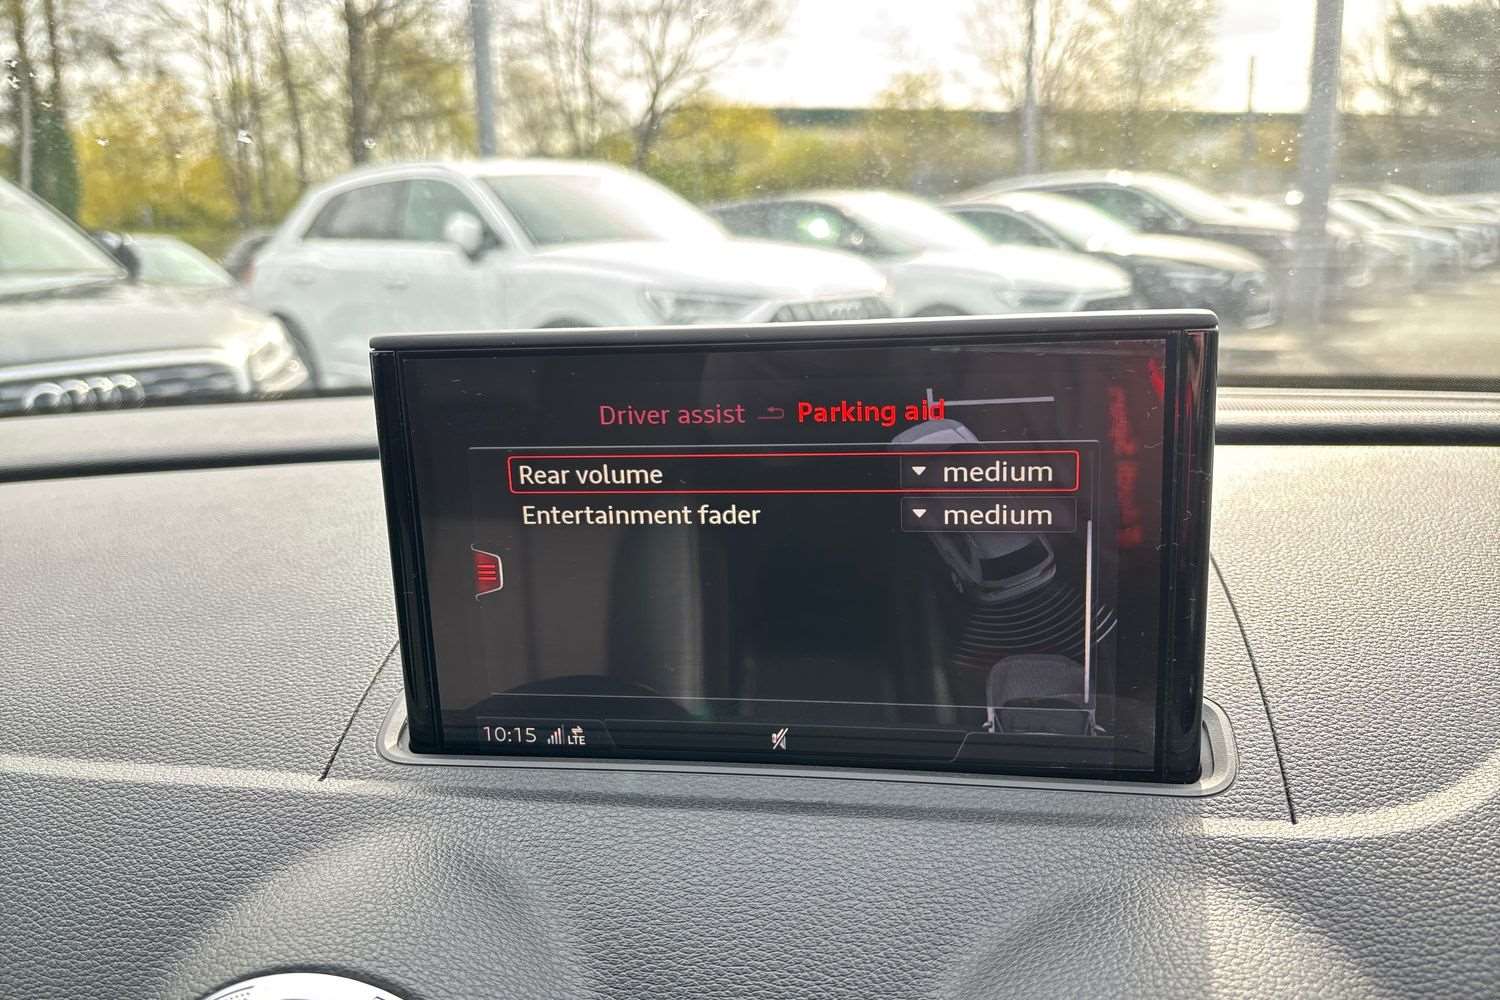 Driver assist Parking aid
Rear volume medium
Entertainment fader medium
10:15 LTE